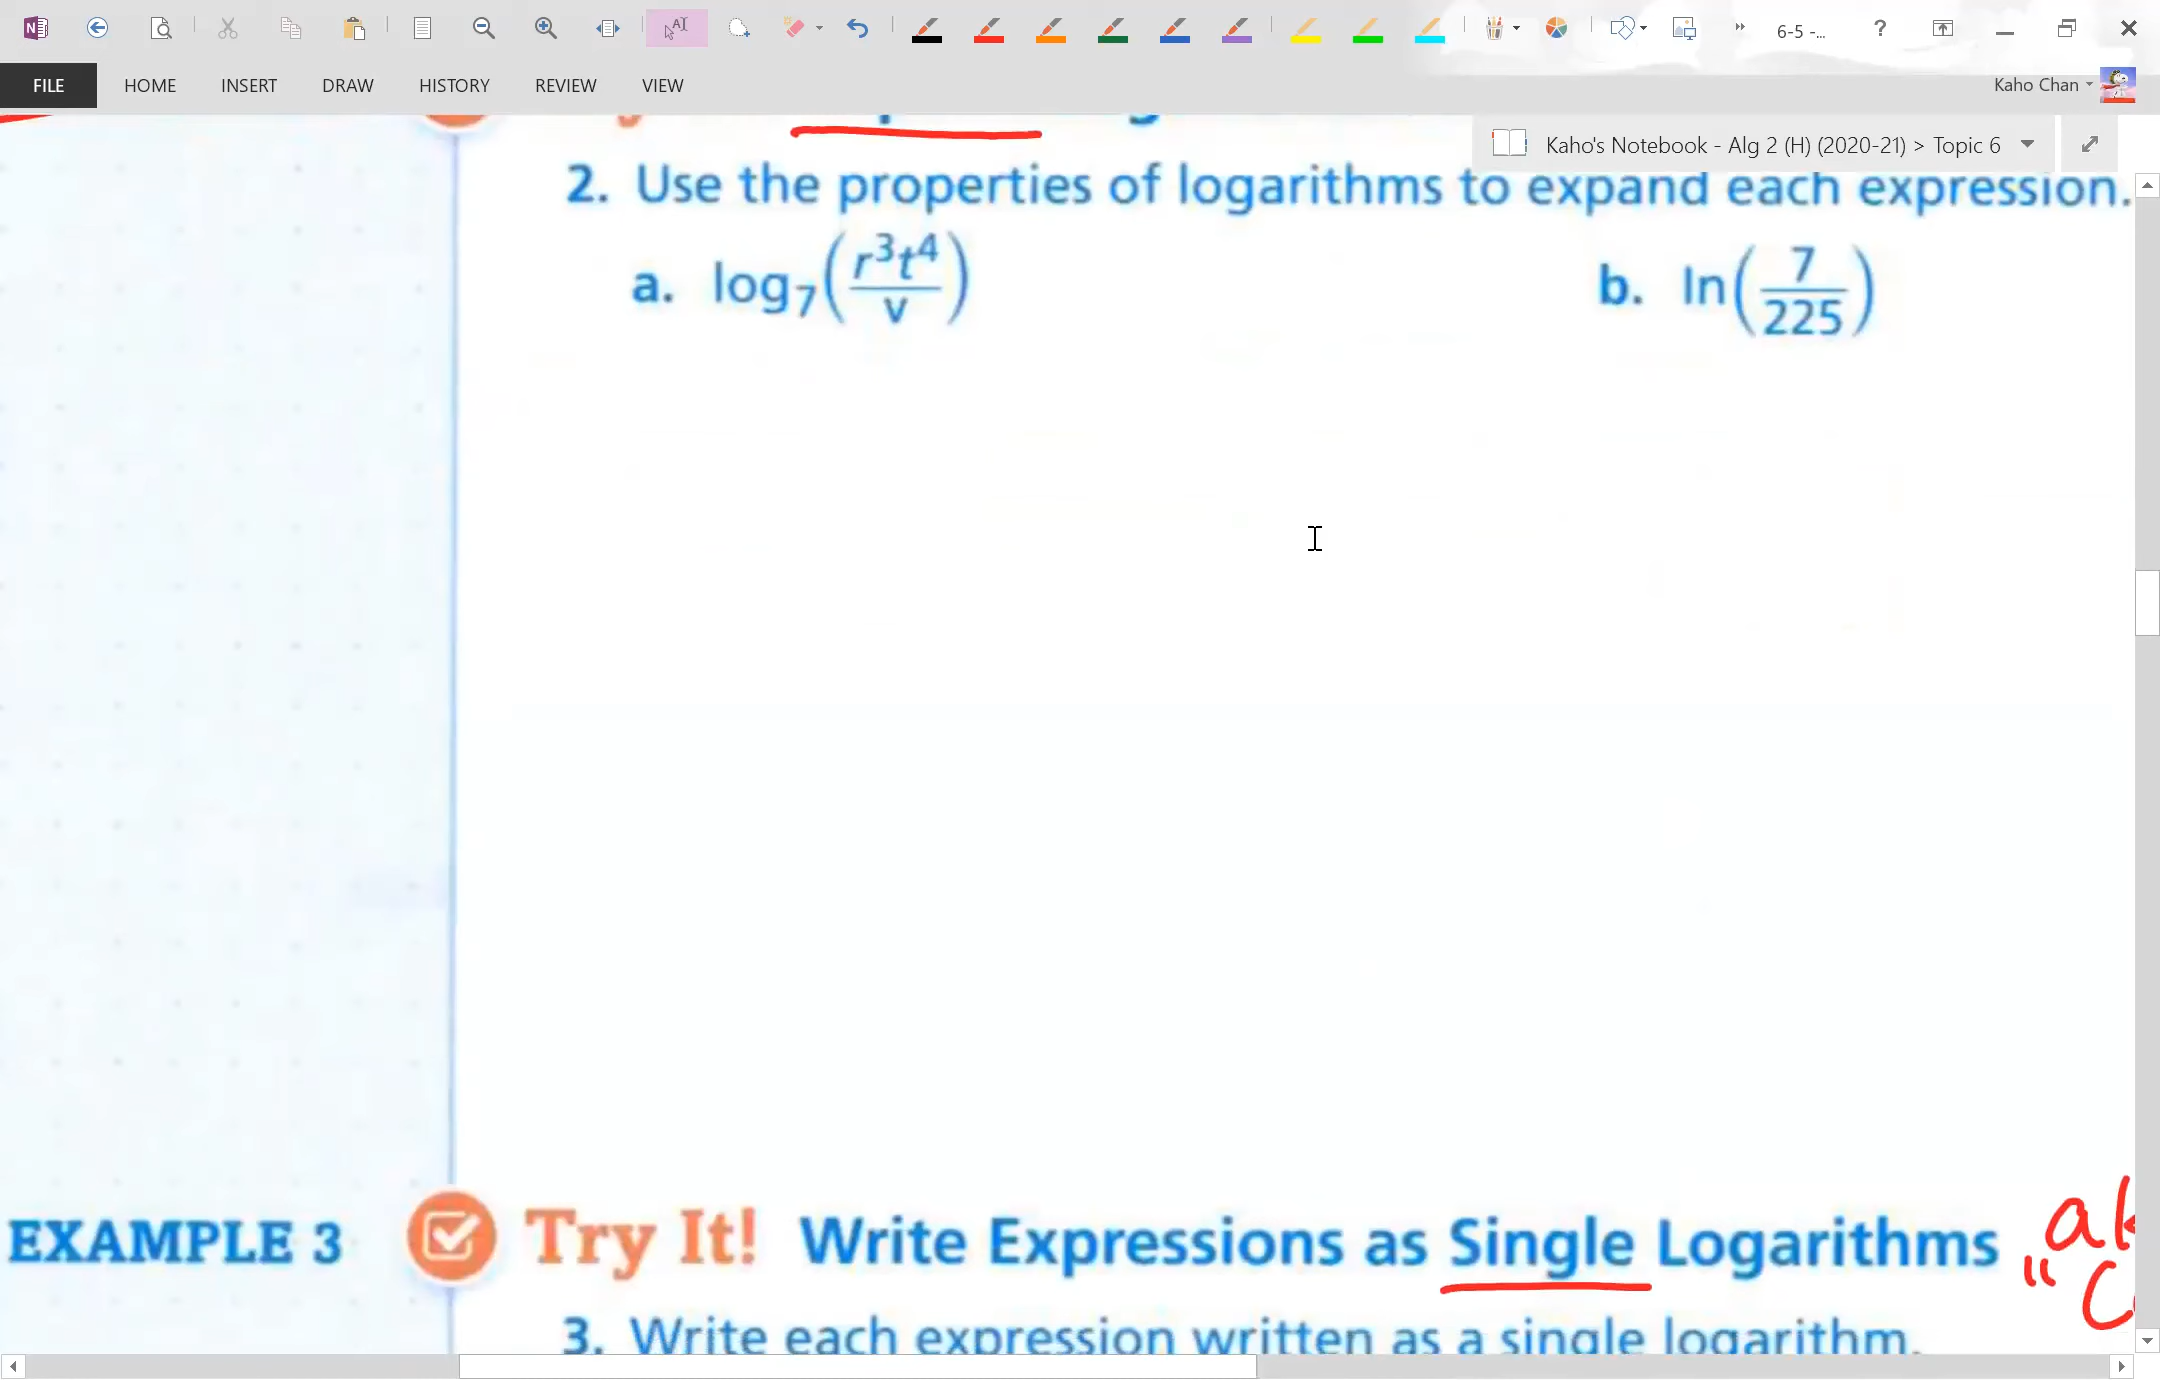 6-5 -...
?
FILE HOME INSERT DRAW HISTORY REVIEW VIEW Kaho Chan
Kaho's Notebook - Alg 2 (H) (2020-21) > Topic 6
2. Use the properties of logarithms to expand each expression.
a. log₇(r³t⁴/v) b. ln(7/225)
EXAMPLE 3 Try It! Write Expressions as Single Logarithms
3. Write each expression written as a single logarithm.